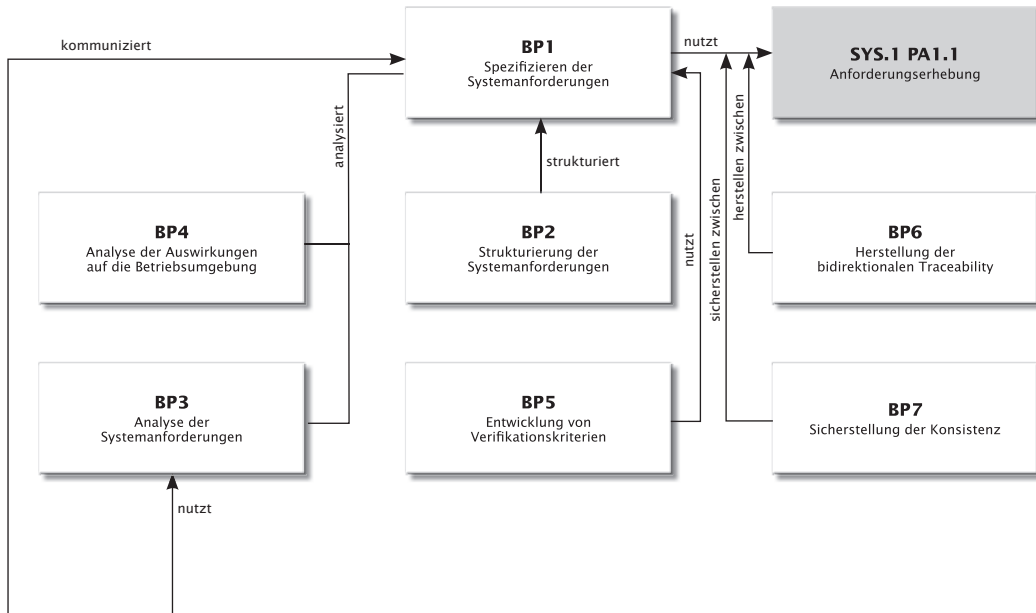 kommuniziert
BP1
Spezifizieren der
Systemanforderungen
nutzt
SYS.1 PA1.1
Anforderungserhebung
analysiert
strukturiert
nutzt
sicherstellen zwischen
herstellen zwischen
BP4
Analyse der Auswirkungen
auf die Betriebsumgebung
BP2
Strukturierung der
Systemanforderungen
BP6
Herstellung der
bidirektionalen Traceability
BP3
Analyse der
Systemanforderungen
BP5
Entwicklung von
Verifikationskriterien
BP7
Sicherstellung der Konsistenz
nutzt